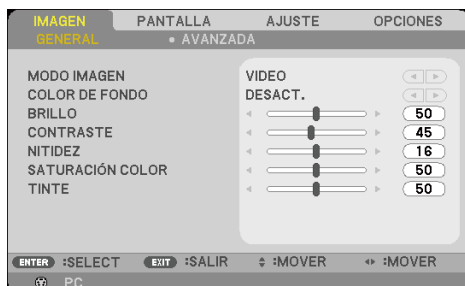 IMAGEN PANTALLA AJUSTE OPCIONES
GENERAL • AVANZADA
MODO IMAGEN VIDEO
COLOR DE FONDO DESACT.
BRILLO 50
CONTRASTE 45
NITIDEZ 16
SATURACIÓN COLOR 50
TINTE 50
ENTER :SELECT EXIT :SALIR :MOVER :MOVER
PC